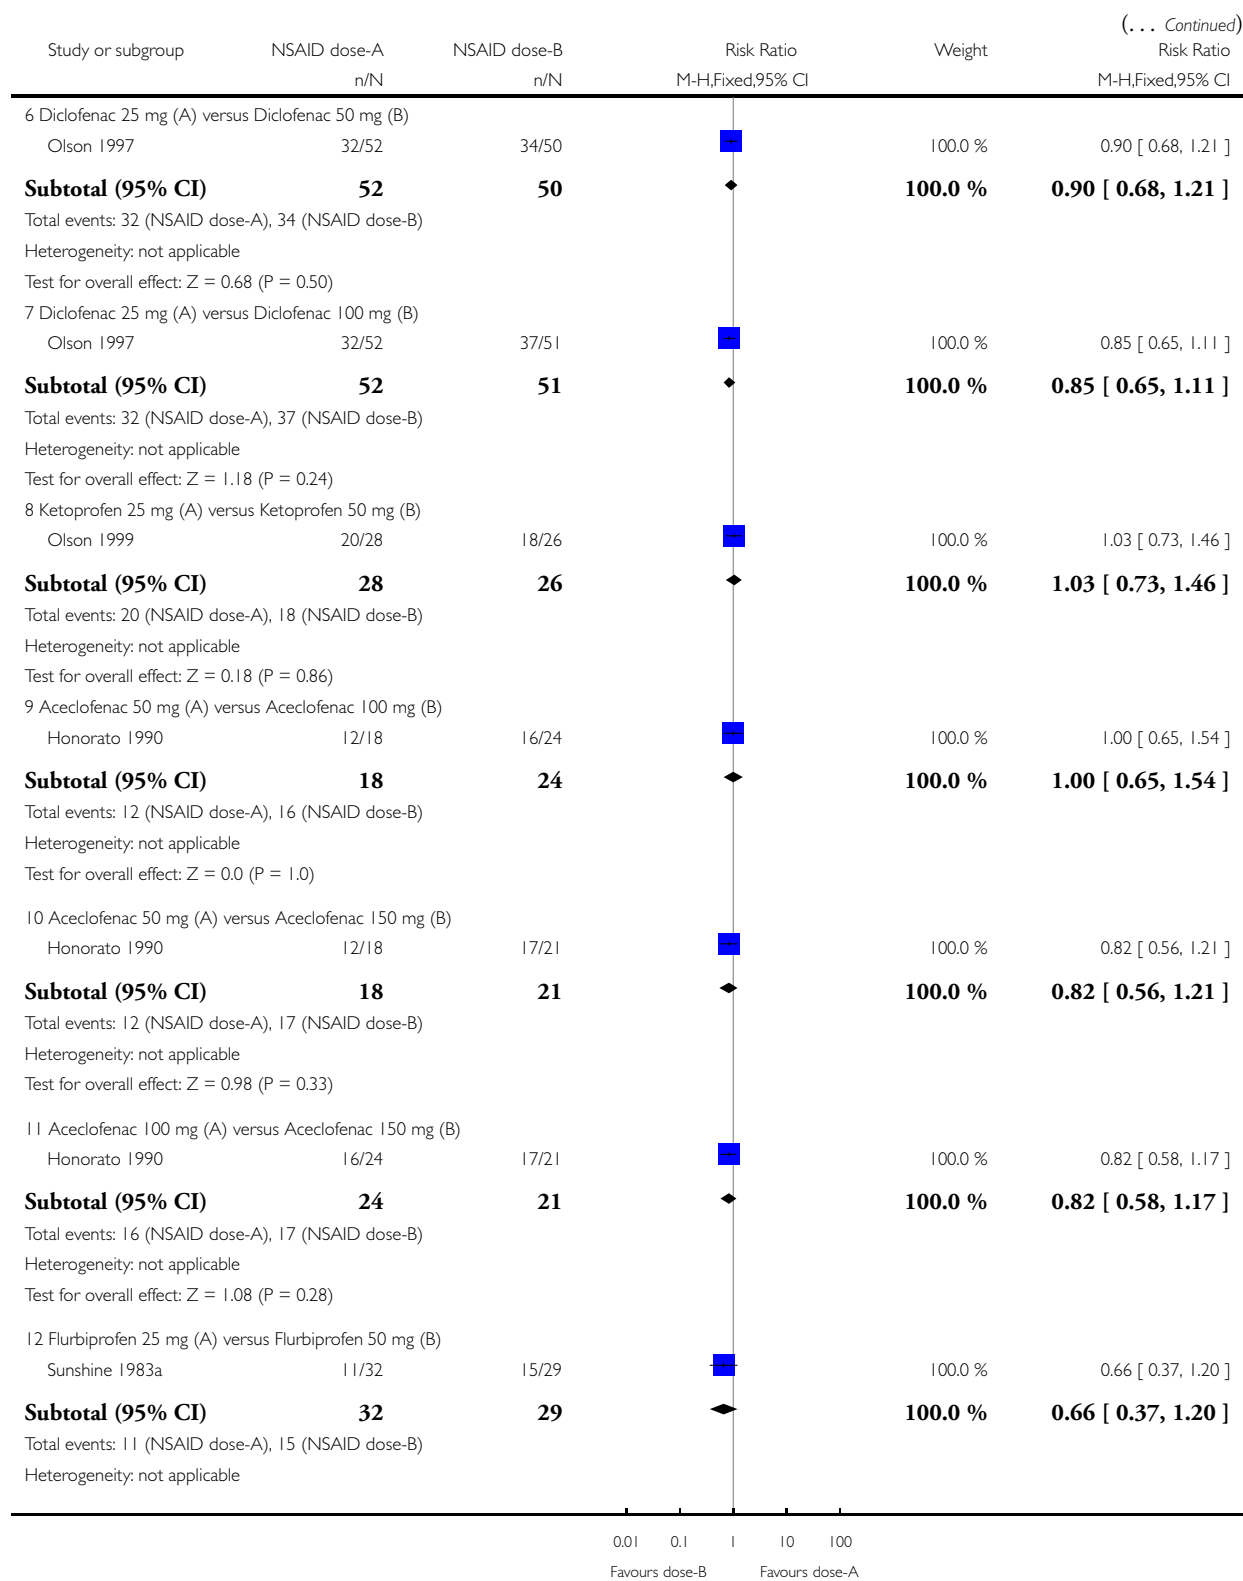 (... Continued)
Study or subgroup NSAID dose-A NSAID dose-B Risk Ratio Weight Risk Ratio
n/N n/N M-H,Fixed,95% CI M-H,Fixed,95% CI
6 Diclofenac 25 mg (A) versus Diclofenac 50 mg (B)
Olson 1997 32/52 34/50 100.0 % 0.90 [ 0.68, 1.21 ]
Subtotal (95% CI) 52 50 100.0 % 0.90 [ 0.68, 1.21 ]
Total events: 32 (NSAID dose-A), 34 (NSAID dose-B)
Heterogeneity: not applicable
Test for overall effect: Z = 0.68 (P = 0.50)
7 Diclofenac 25 mg (A) versus Diclofenac 100 mg (B)
Olson 1997 32/52 37/51 100.0 % 0.85 [ 0.65, 1.11 ]
Subtotal (95% CI) 52 51 100.0 % 0.85 [ 0.65, 1.11 ]
Total events: 32 (NSAID dose-A), 37 (NSAID dose-B)
Heterogeneity: not applicable
Test for overall effect: Z = 1.18 (P = 0.24)
8 Ketoprofen 25 mg (A) versus Ketoprofen 50 mg (B)
Olson 1999 20/28 18/26 100.0 % 1.03 [ 0.73, 1.46 ]
Subtotal (95% CI) 28 26 100.0 % 1.03 [ 0.73, 1.46 ]
Total events: 20 (NSAID dose-A), 18 (NSAID dose-B)
Heterogeneity: not applicable
Test for overall effect: Z = 0.18 (P = 0.86)
9 Aceclofenac 50 mg (A) versus Aceclofenac 100 mg (B)
Honorato 1990 12/18 16/24 100.0 % 1.00 [ 0.65, 1.54 ]
Subtotal (95% CI) 18 24 100.0 % 1.00 [ 0.65, 1.54 ]
Total events: 12 (NSAID dose-A), 16 (NSAID dose-B)
Heterogeneity: not applicable
Test for overall effect: Z = 0.0 (P = 1.0)
10 Aceclofenac 50 mg (A) versus Aceclofenac 150 mg (B)
Honorato 1990 12/18 17/21 100.0 % 0.82 [ 0.56, 1.21 ]
Subtotal (95% CI) 18 21 100.0 % 0.82 [ 0.56, 1.21 ]
Total events: 12 (NSAID dose-A), 17 (NSAID dose-B)
Heterogeneity: not applicable
Test for overall effect: Z = 0.98 (P = 0.33)
11 Aceclofenac 100 mg (A) versus Aceclofenac 150 mg (B)
Honorato 1990 16/24 17/21 100.0 % 0.82 [ 0.58, 1.17 ]
Subtotal (95% CI) 24 21 100.0 % 0.82 [ 0.58, 1.17 ]
Total events: 16 (NSAID dose-A), 17 (NSAID dose-B)
Heterogeneity: not applicable
Test for overall effect: Z = 1.08 (P = 0.28)
12 Flurbiprofen 25 mg (A) versus Flurbiprofen 50 mg (B)
Sunshine 1983a 11/32 15/29 100.0 % 0.66 [ 0.37, 1.20 ]
Subtotal (95% CI) 32 29 100.0 % 0.66 [ 0.37, 1.20 ]
Total events: 11 (NSAID dose-A), 15 (NSAID dose-B)
Heterogeneity: not applicable
0.01 0.1 1 10 100
Favours dose-B Favours dose-A